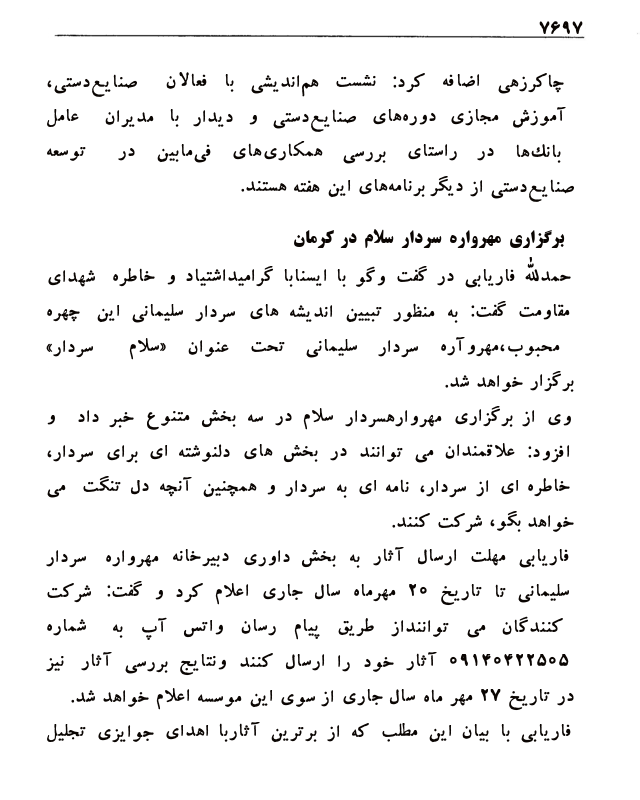 ۷۶۹۷
چاکرزهی اضافه کرد: نشست هم‌اندیشی با فعالان صنایع‌دستی،
آموزش مجازی دوره‌های صنایع‌دستی و دیدار با مدیران عامل
بانك‌ها در راستای بررسی همکاری‌های فی‌مابین در توسعه
صنایع‌دستی از دیگر برنامه‌های این هفته هستند.
برگزاری مهرواره سردار سلام در کرمان
حمدلله فاریابی در گفت وگو با ایسنابا گرامیداشتیاد و خاطره شهدای
مقاومت گفت: به منظور تبیین اندیشه های سردار سلیمانی این چهره
محبوب،مهروآره سردار سلیمانی تحت عنوان «سلام سردار»
برگزار خواهد شد.
وی از برگزاری مهروارهسردار سلام در سه بخش متنوع خبر داد و
افزود: علاقمندان می توانند در بخش های دلنوشته ای برای سردار،
خاطره ای از سردار، نامه ای به سردار و همچنین آنچه دل تنگت می
خواهد بگو، شرکت کنند.
فاریابی مهلت ارسال آثار به بخش داوری دبیرخانه مهرواره سردار
سلیمانی تا تاریخ ۲۰ مهرماه سال جاری اعلام کرد و گفت: شرکت
کنندگان می توانندااز طریق پیام رسان واتس آپ به شماره
۰۹۱۴۰۴۲۲۵۰۵ آثار خود را ارسال کنند ونتایج بررسی آثار نیز
در تاریخ ۲۷ مهر ماه سال جاری از سوی این موسسه اعلام خواهد شد.
فاریابی با بیان این مطلب که از برترین آثاربا اهدای جوایزی تجلیل